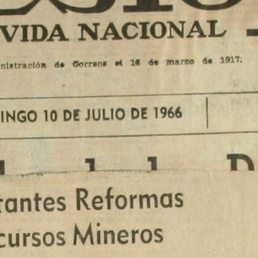 VIDA NACIONAL
nistración de Correos el 16 de marzo de 1917.
INGO 10 DE JULIO DE 1966
tantes Reformas
cursos Mineros